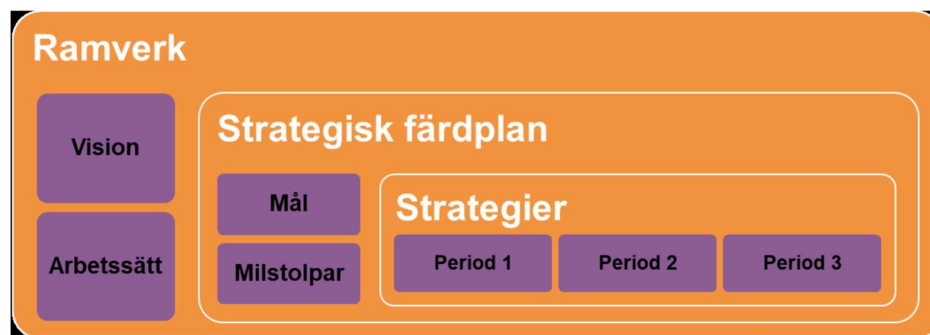 Ramverk
Vision
Arbetssätt
Strategisk färdplan
Mål
Milstolpar
Strategier
Period 1
Period 2
Period 3